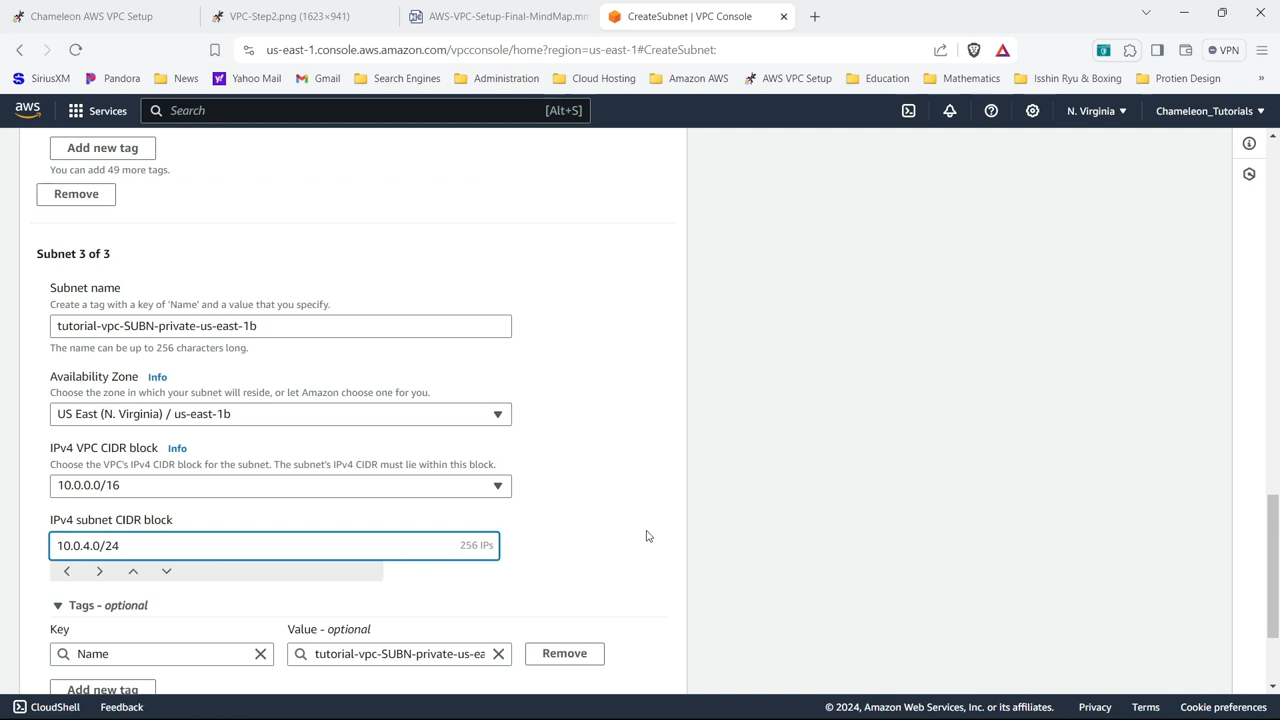 Chameleon AWS VPC Setup
VPC-Step2.png (1623×941)
AWS-VPC-Setup-Final-MindMap.mm
CreateSubnet | VPC Console
us-east-1.console.aws.amazon.com/vpcconsole/home?region=us-east-1#CreateSubnet:
VPN
SiriusXM
Pandora
News
Yahoo Mail
Gmail
Search Engines
Administration
Cloud Hosting
Amazon AWS
AWS VPC Setup
Education
Mathematics
Isshin Ryu & Boxing
Protien Design
»
aws
Services
Search
[Alt+S]
N. Virginia
Chameleon_Tutorials
Add new tag
You can add 49 more tags.
Remove
Subnet 3 of 3
Subnet name
Create a tag with a key of 'Name' and a value that you specify.
tutorial-vpc-SUBN-private-us-east-1b
The name can be up to 256 characters long.
Availability Zone Info
Choose the zone in which your subnet will reside, or let Amazon choose one for you.
US East (N. Virginia) / us-east-1b
IPv4 VPC CIDR block Info
Choose the VPC's IPv4 CIDR block for the subnet. The subnet's IPv4 CIDR must lie within this block.
10.0.0.0/16
IPv4 subnet CIDR block
10.0.4.0/24 256 IPs
Tags - optional
Key Value - optional
Name tutorial-vpc-SUBN-private-us-ea Remove
Add new tag
CloudShell Feedback © 2024, Amazon Web Services, Inc. or its affiliates. Privacy Terms Cookie preferences